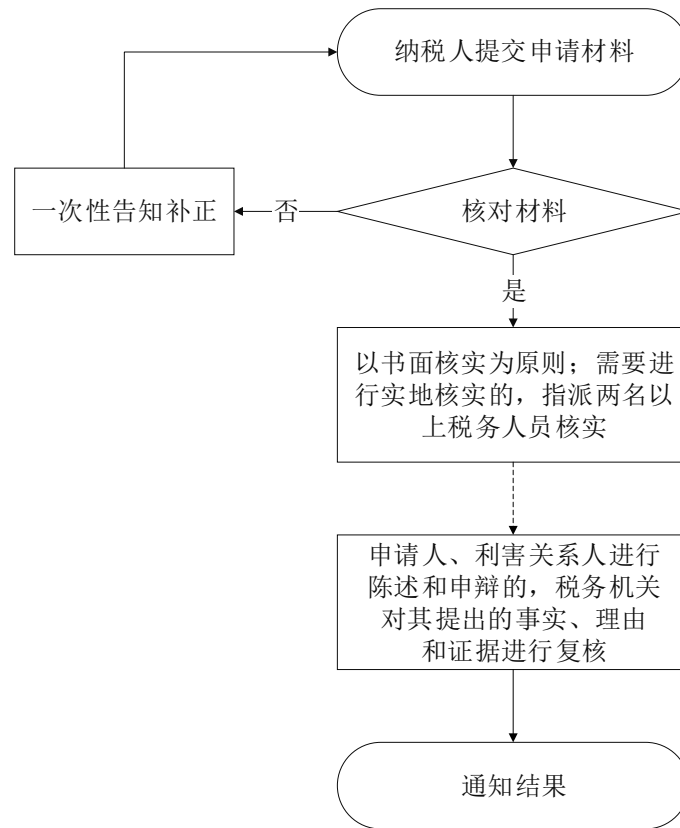 纳税人提交申请材料
一次性告知补正
否
核对材料
是
以书面核实为原则；需要进
行实地核实的，指派两名以
上税务人员核实
申请人、利害关系人进行
陈述和申辩的，税务机关
对其提出的事实、理由
和证据进行复核
通知结果